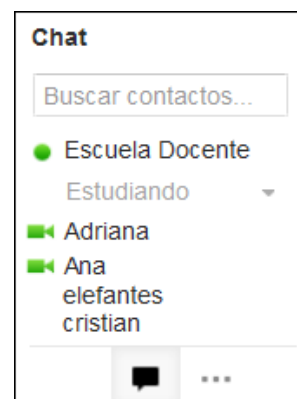 Chat
Buscar contactos...
Escuela Docente
Estudiando
Adriana
Ana
elefantes
cristian